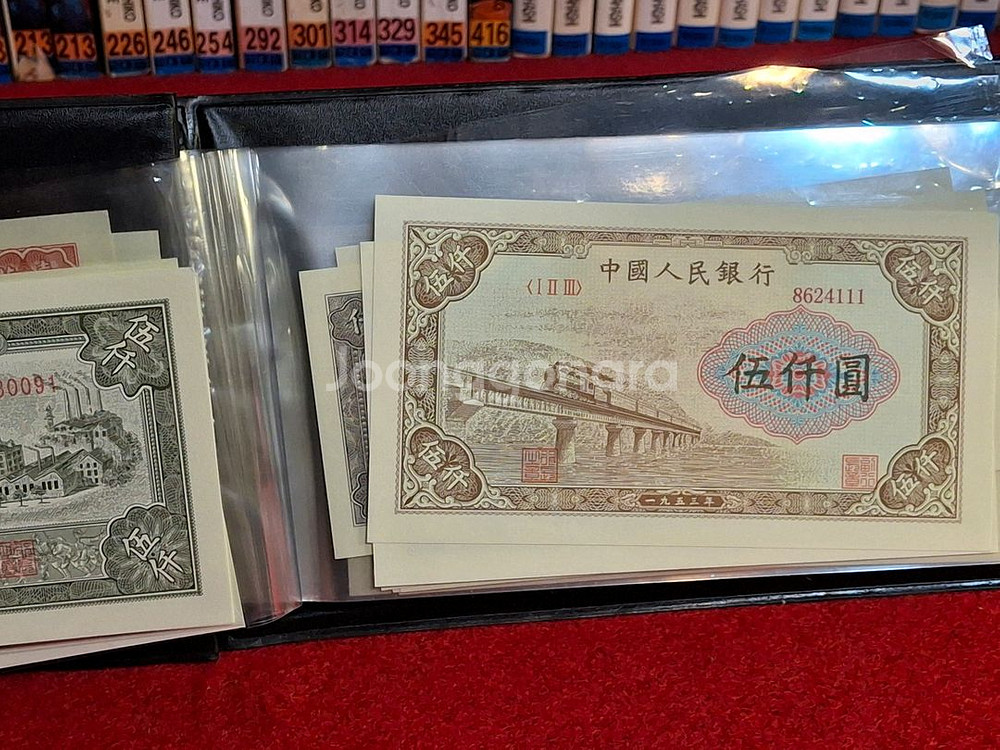 213
213
226
246
254
292
301
314
329
345
416
中國人民銀行
〈I II III〉
8624111
伍仟
伍仟
伍仟圓
伍仟
伍仟
一九五三年
伍仟
30091
伍仟
Joonggonara